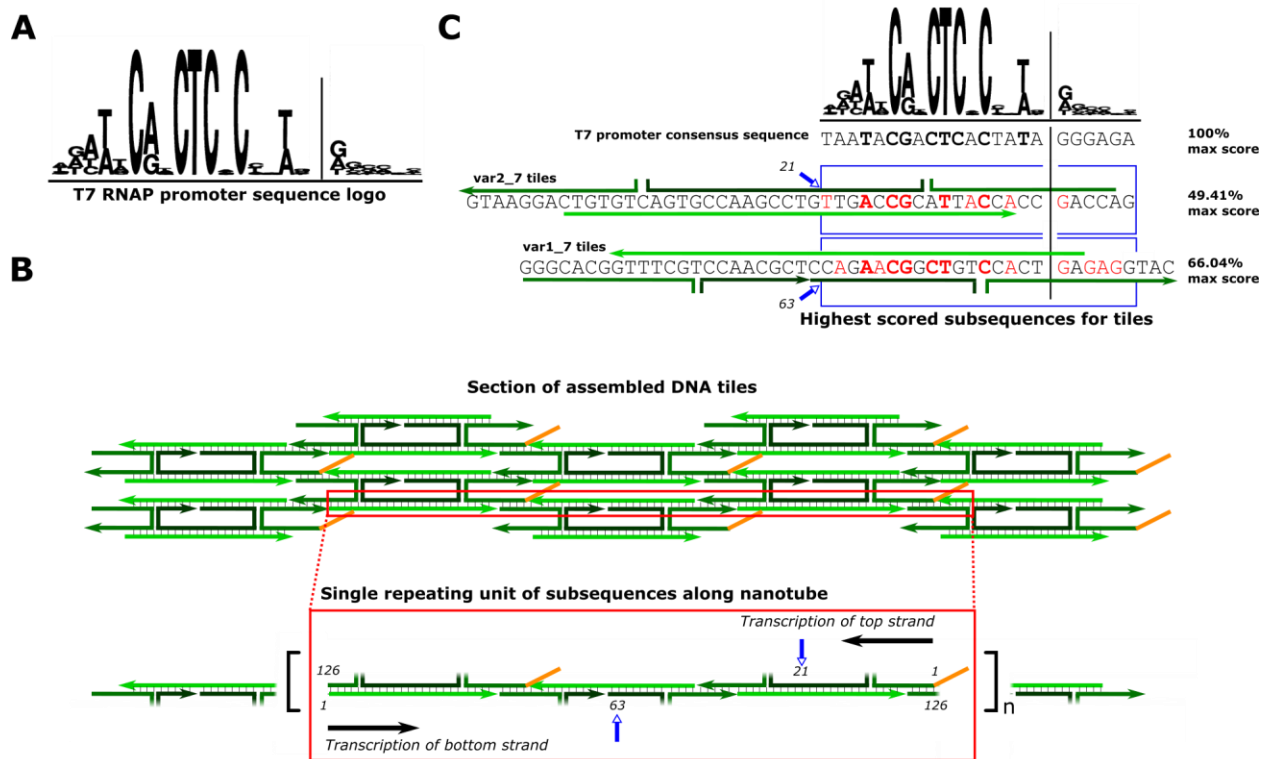 A
T7 RNAP promoter sequence logo
C
T7 promoter consensus sequence
TAATACGACTCACTATA GGGAGA
100%
max score
21
var2_7 tiles
GTAAGGACTGTGTCAGTGCCAAGCCTGTTGACCGCATTACCACC GACCAG
49.41%
max score
var1_7 tiles
GGGCACGGTTTCGTCCAACGCTCCAGAACGGCTGTCCACT GAGAGGTAC
66.04%
max score
63
Highest scored subsequences for tiles
B
Section of assembled DNA tiles
Single repeating unit of subsequences along nanotube
Transcription of top strand
126
21
1
1
63
126
n
Transcription of bottom strand